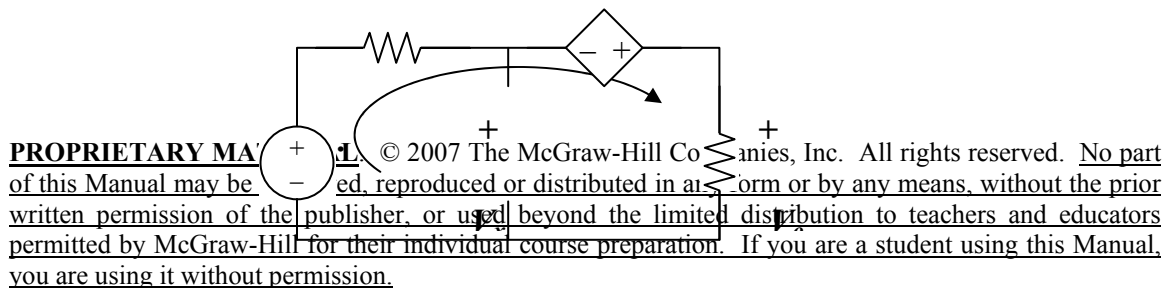 – +
+ +
+
PROPRIETARY MA L. © 2007 The McGraw-Hill Co anies, Inc. All rights reserved. No part
–
of this Manual may be ed, reproduced or distributed in any form or by any means, without the prior
written permission of the publisher, or used beyond the limited distribution to teachers and educators
permitted by McGraw-Hill for their individual course preparation. If you are a student using this Manual,
you are using it without permission.